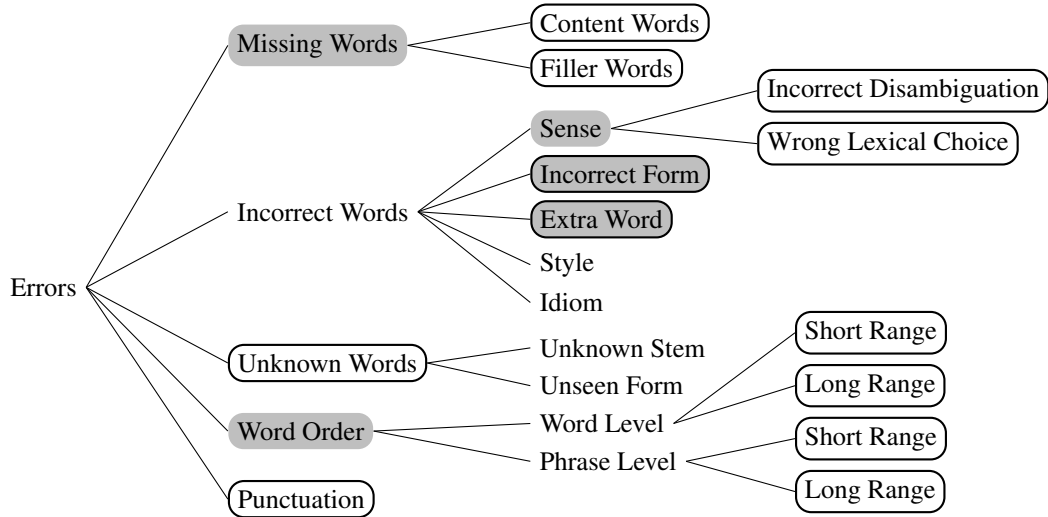 Content Words
Missing Words
Filler Words
Incorrect Disambiguation
Sense
Wrong Lexical Choice
Incorrect Form
Incorrect Words
Extra Word
Style
Errors
Idiom
Short Range
Unknown Stem
Unknown Words
Unseen Form
Long Range
Word Level
Word Order
Short Range
Phrase Level
Long Range
Punctuation